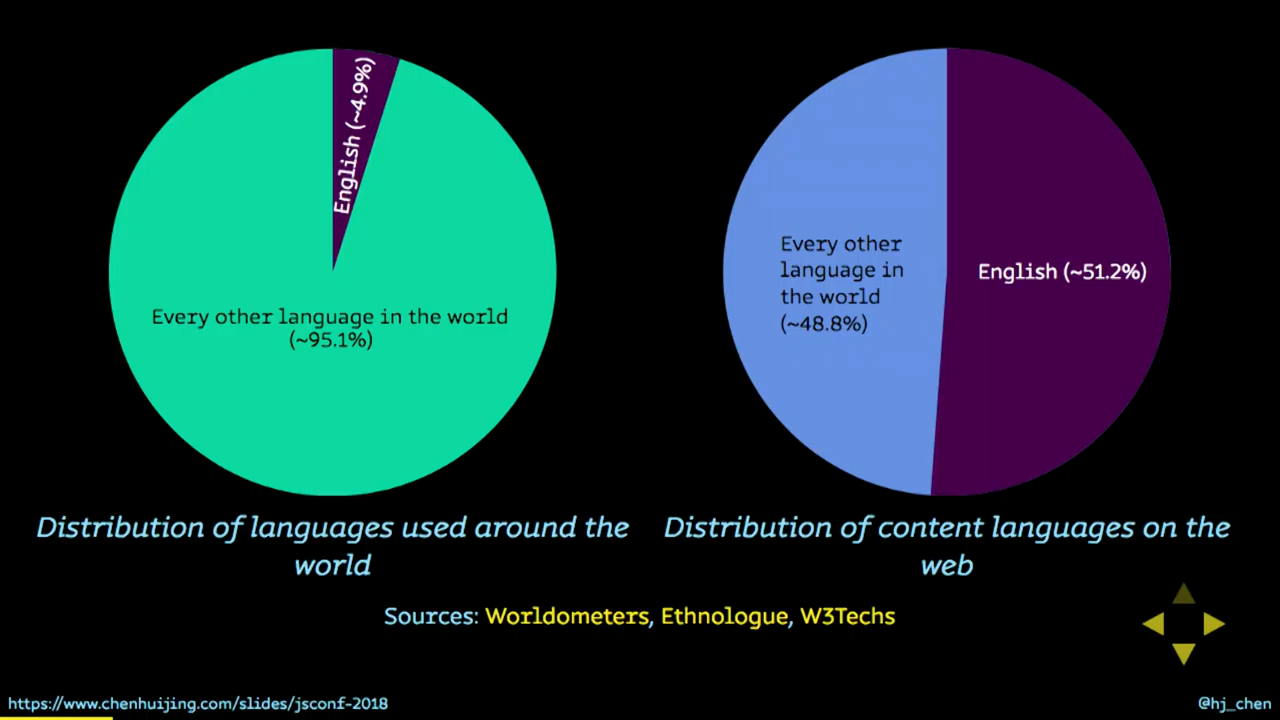 English (~4.9%)
Every other language in the world
(~95.1%)
Every other
language in
the world
(~48.8%)
English (~51.2%)
Distribution of languages used around the
world
Distribution of content languages on the
web
Sources: Worldometers, Ethnologue, W3Techs
https://www.chenhuijing.com/slides/jsconf-2018
@hj_chen